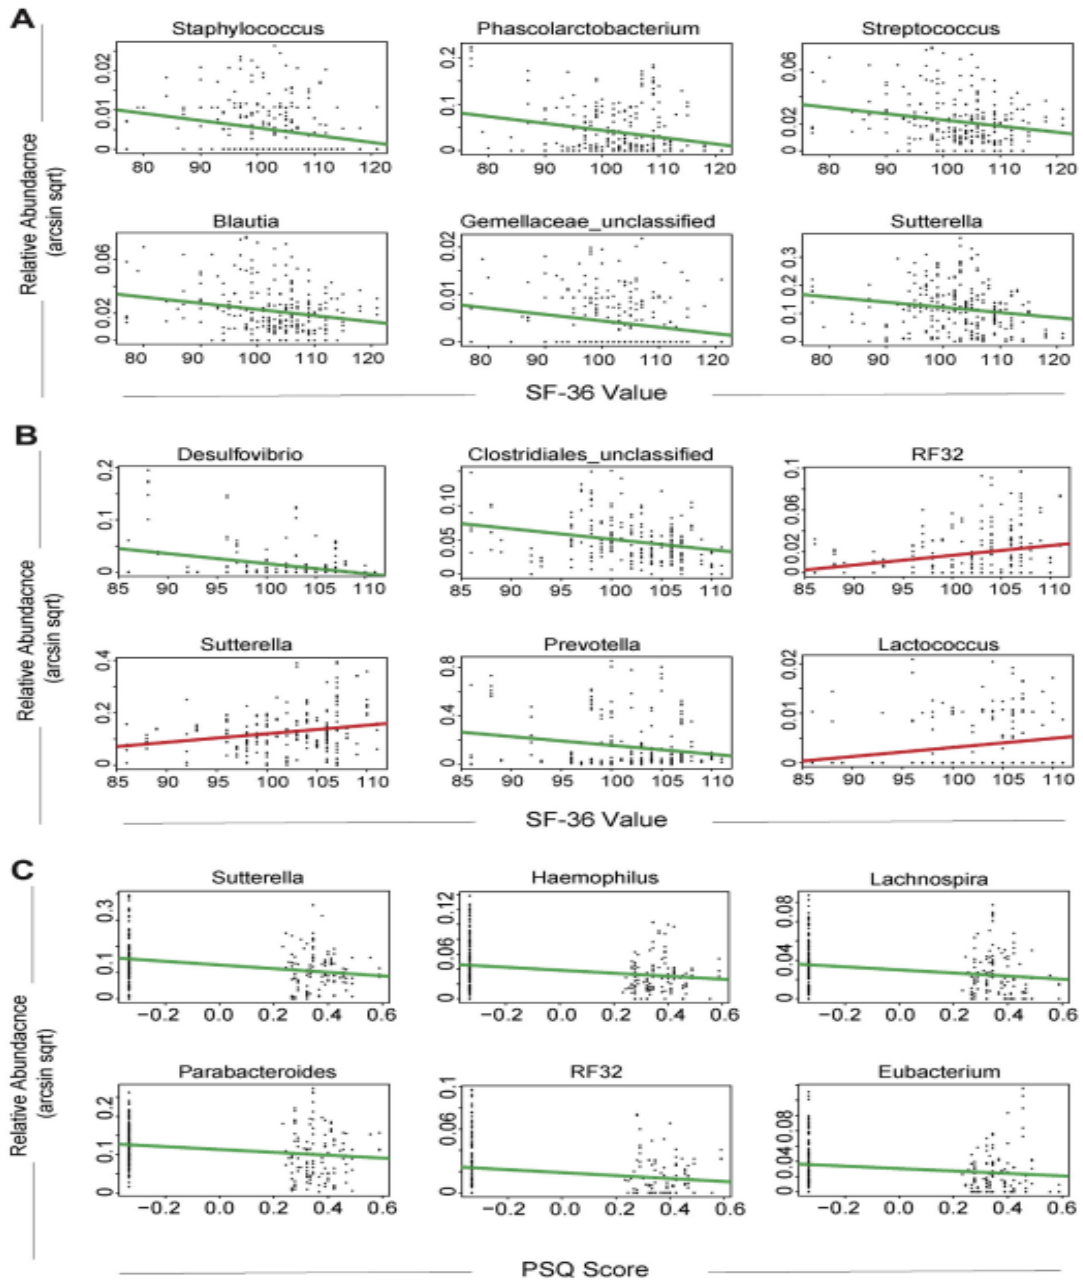 A
Staphylococcus Phascolarctobacterium Streptococcus
0.02 0.2 0.06
0.01 0.1 0.02
0 0 0
80 90 100 110 120 80 90 100 110 120 80 90 100 110 120
Relative Abundacnce
(arcsin sqrt)
Blautia Gemellaceae_unclassified Sutterella
0.06 0.02 0.3
0.02 0.01 0.2
0 0 0.1
0
80 90 100 110 120 80 90 100 110 120 80 90 100 110 120
SF-36 Value
B
Desulfovibrio Clostridiales_unclassified RF32
0.2 0.10 0.1
0.1 0.05 0.06
0 0 0.02
0
85 90 95 100 105 110 85 90 95 100 105 110 85 90 95 100 105 110
Relative Abundacnce
(arcsin sqrt)
Sutterella Prevotella Lactococcus
0.4 0.8 0.02
0.2 0.4 0.01
0 0 0
85 90 95 100 105 110 85 90 95 100 105 110 85 90 95 100 105 110
SF-36 Value
C
Sutterella Haemophilus Lachnospira
0.3 0.12 0.08
0.1 0.06 0.04
0 0 0
−0.2 0.0 0.2 0.4 0.6 −0.2 0.0 0.2 0.4 0.6 −0.2 0.0 0.2 0.4 0.6
Relative Abundacnce
(arcsin sqrt)
Parabacteroides RF32 Eubacterium
0.2 0.1 0.08
0.1 0.06 0.04
0 0 0
−0.2 0.0 0.2 0.4 0.6 −0.2 0.0 0.2 0.4 0.6 −0.2 0.0 0.2 0.4 0.6
PSQ Score